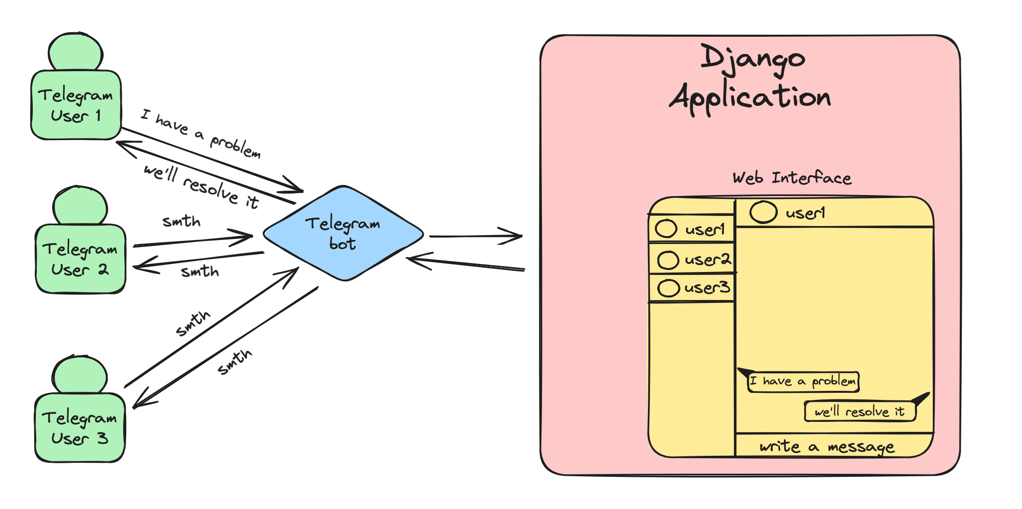 Telegram
User 1
I have a problem
we'll resolve it
Telegram
User 2
smth
smth
Telegram
User 3
smth
smth
Telegram
bot
Django
Application
Web Interface
user1
user2
user3
user1
I have a problem
we'll resolve it
write a message